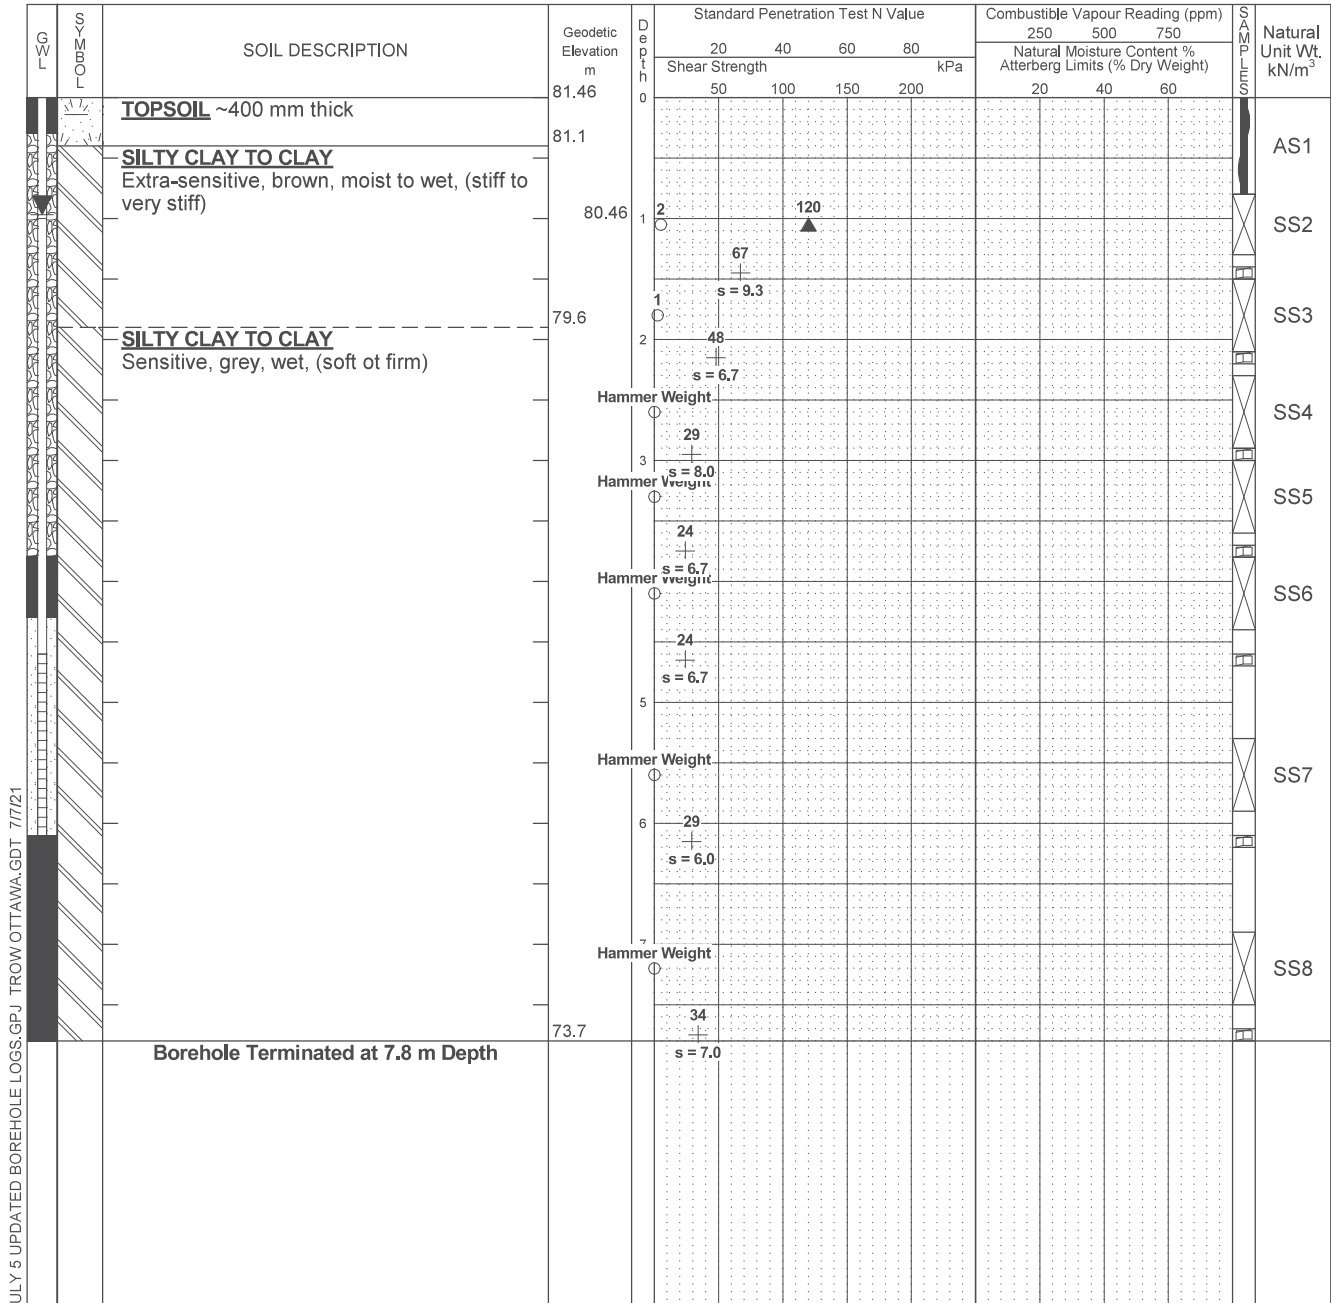 GWL
SYMBOL
SOIL DESCRIPTION
Geodetic
Elevation
m
Depth
Standard Penetration Test N Value
20 40 60 80
Shear Strength kPa
50 100 150 200
Combustible Vapour Reading (ppm)
250 500 750
Natural Moisture Content %
Atterberg Limits (% Dry Weight)
20 40 60
SAMPLES
Natural
Unit Wt.
kN/m³
81.46
0
TOPSOIL ~400 mm thick
81.1
AS1
SILTY CLAY TO CLAY
Extra-sensitive, brown, moist to wet, (stiff to
very stiff)
80.46
1
2
120
SS2
67
s = 9.3
1
79.6
SS3
SILTY CLAY TO CLAY
Sensitive, grey, wet, (soft ot firm)
2
48
s = 6.7
Hammer Weight
SS4
29
3
s = 8.0
Hammer Weight
SS5
24
s = 6.7
Hammer Weight
SS6
24
s = 6.7
5
Hammer Weight
SS7
6
29
s = 6.0
7
Hammer Weight
SS8
73.7
34
s = 7.0
Borehole Terminated at 7.8 m Depth
ULY 5 UPDATED BOREHOLE LOGS.GPJ TROW OTTAWA.GDT 7/7/21